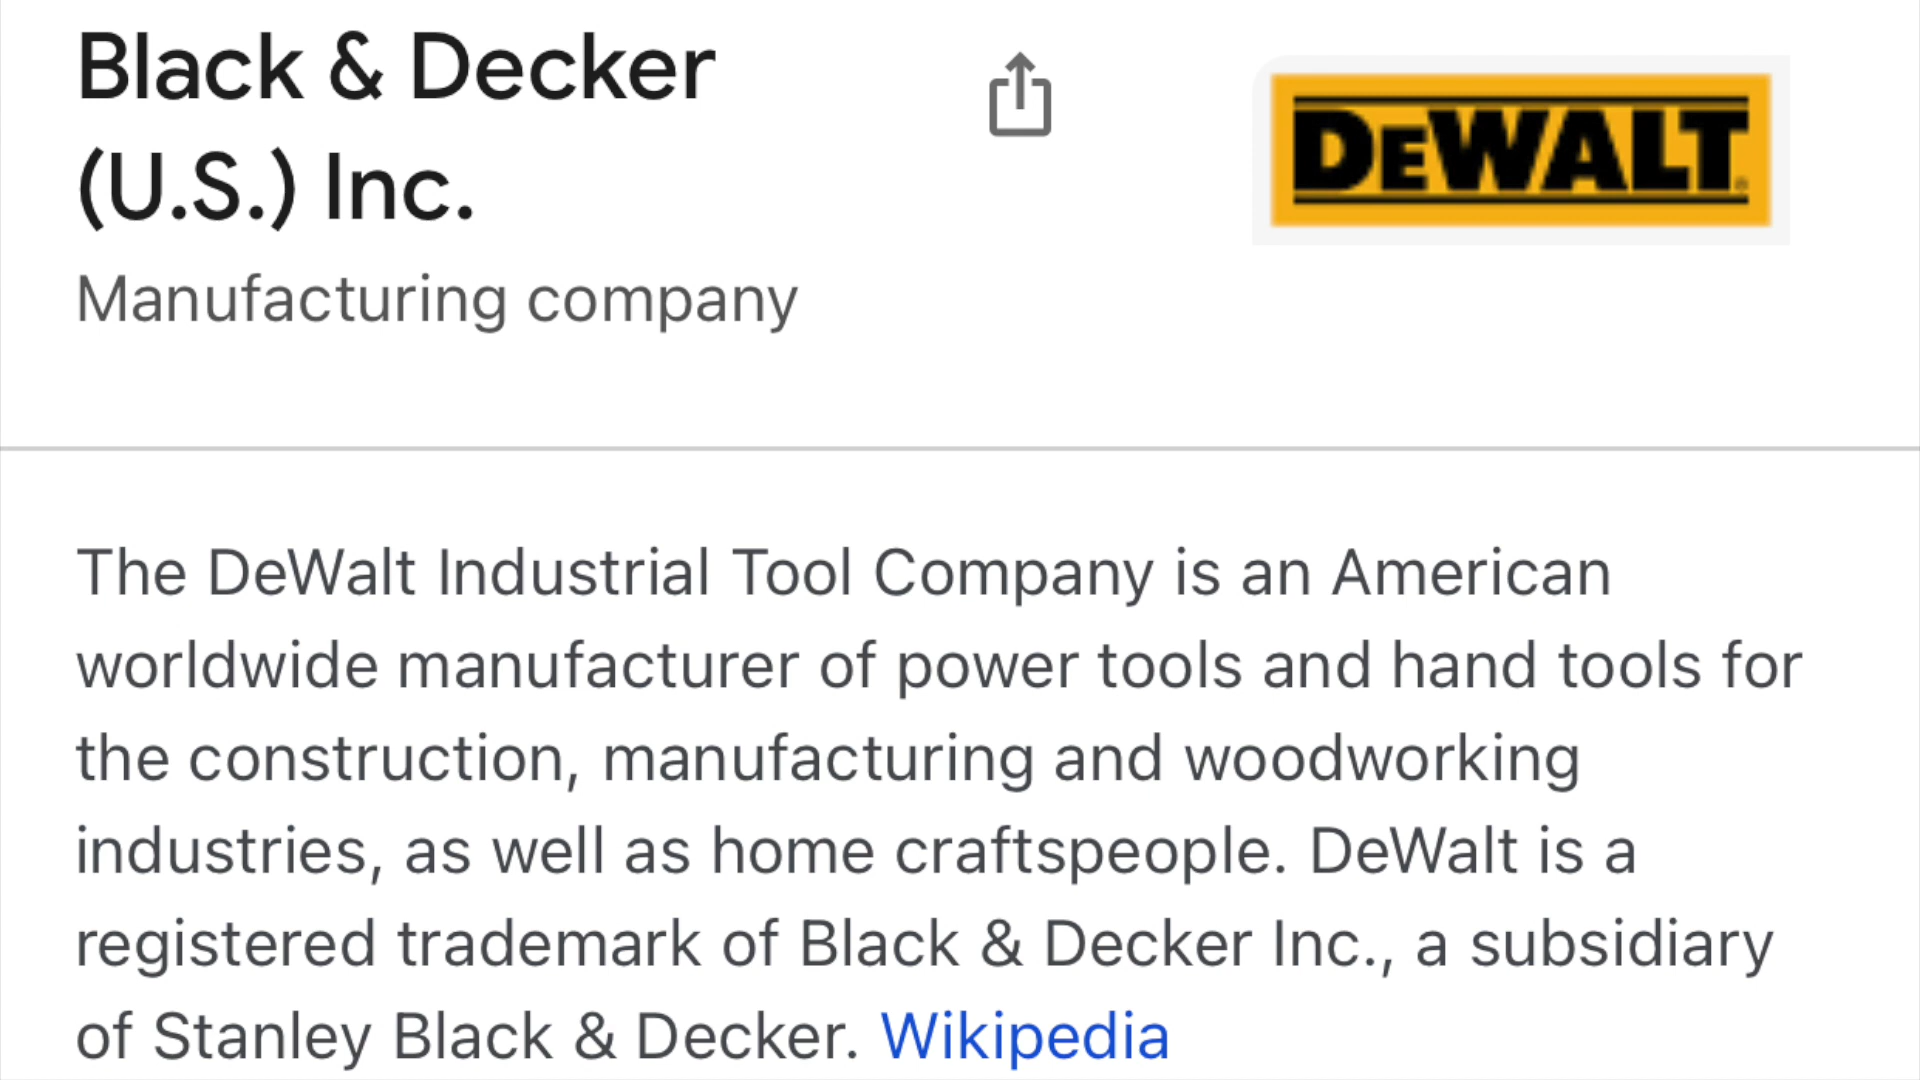 Black & Decker
(U.S.) Inc.
Manufacturing company
DEWALT
The DeWalt Industrial Tool Company is an American
worldwide manufacturer of power tools and hand tools for
the construction, manufacturing and woodworking
industries, as well as home craftspeople. DeWalt is a
registered trademark of Black & Decker Inc., a subsidiary
of Stanley Black & Decker. Wikipedia